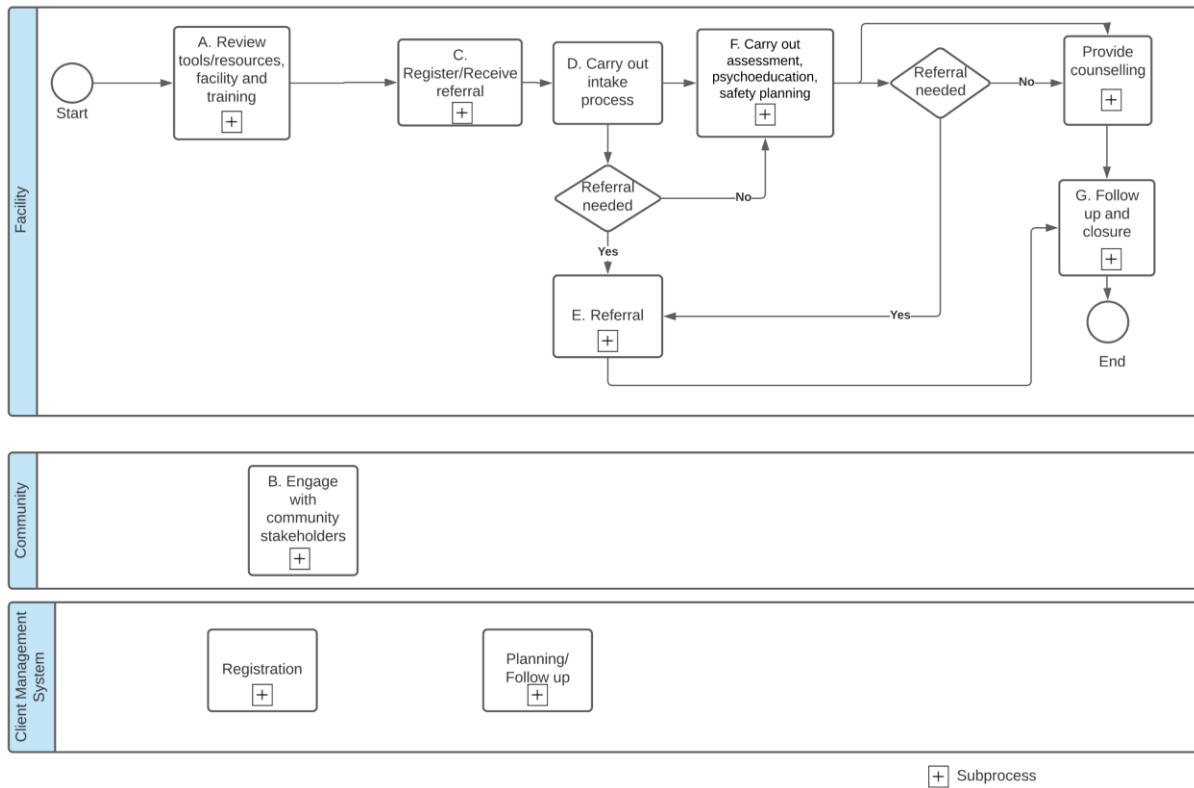 Facility
Start
A. Review
tools/resources,
facility and
training
C.
Register/Receive
referral
D. Carry out
intake
process
F. Carry out
assessment,
psychoeducation,
safety planning
Referral
needed
No
Provide
counselling
Referral
needed
No
Yes
E. Referral
Yes
G. Follow
up and
closure
End
Community
B. Engage
with
community
stakeholders
Client Management
System
Registration
Planning/
Follow up
Subprocess